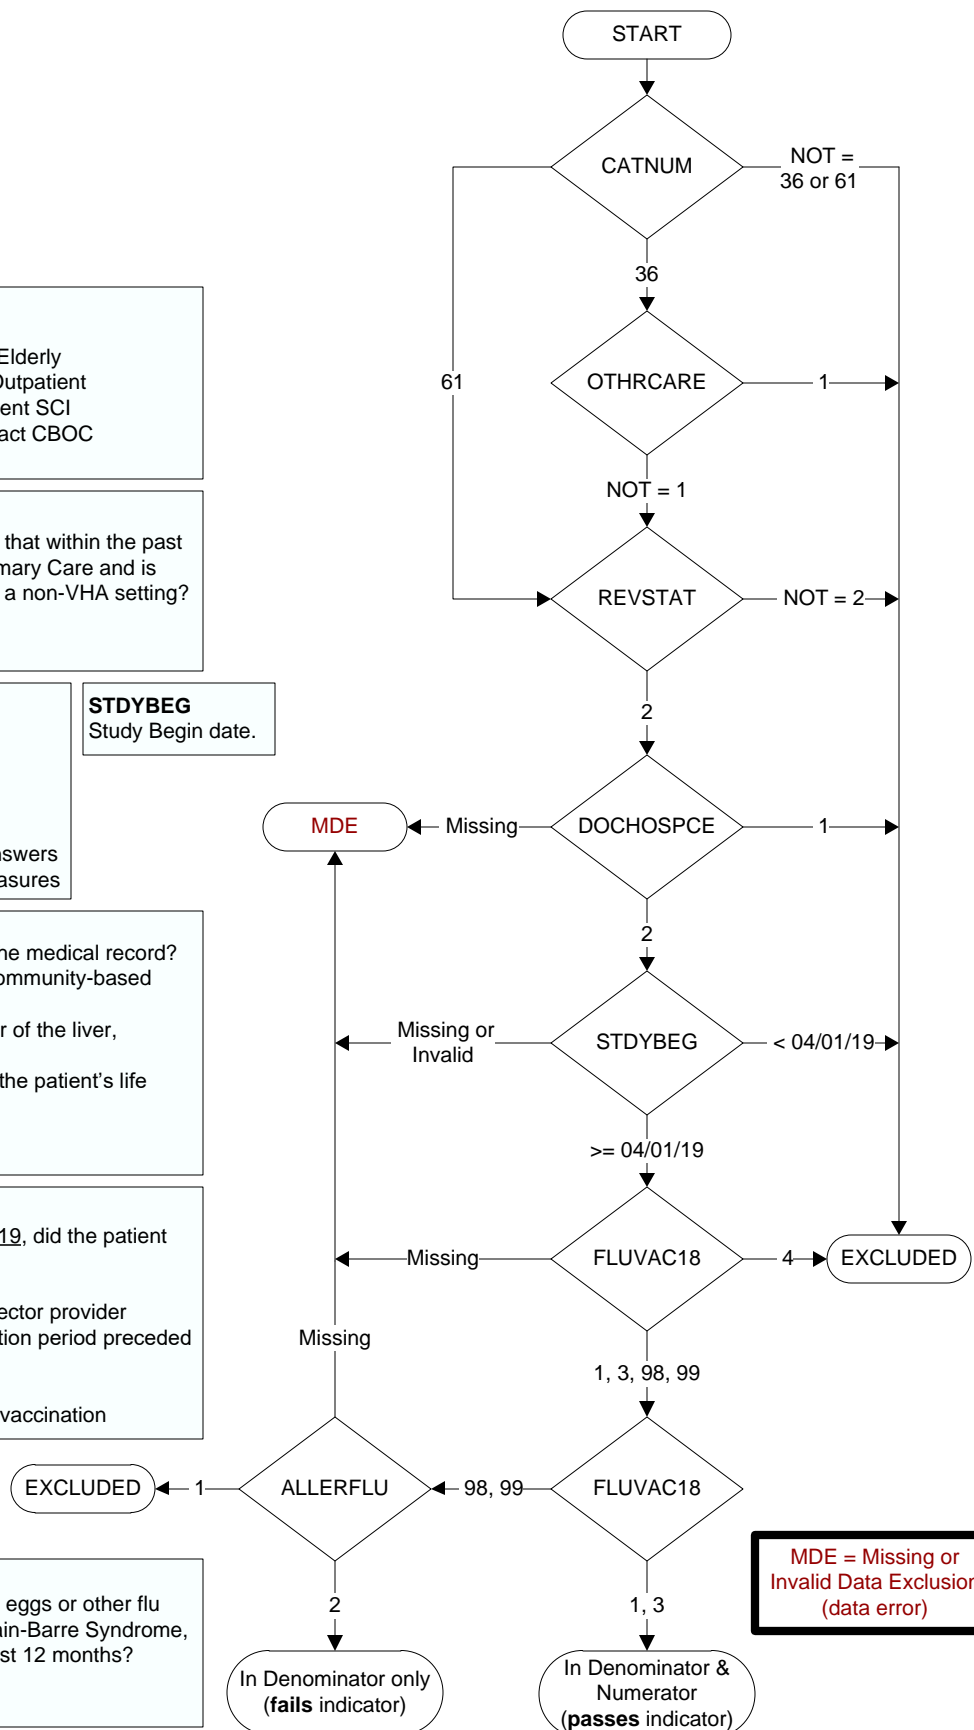 START
CATNUM
NOT =
36 or 61
36
61
Elderly
Outpatient
ent SCI
act CBOC
OTHRCARE
1
NOT = 1
that within the past
mary Care and is
a non-VHA setting?
REVSTAT
NOT = 2
2
STDYBEG
Study Begin date.
nswers
asures
MDE
Missing
DOCHOSPCE
1
2
he medical record?
ommunity-based
r of the liver,
the patient's life
Missing or
Invalid
STDYBEG
< 04/01/19
>= 04/01/19
19, did the patient
ector provider
tion period preceded
vaccination
Missing
FLUVAC18
4
EXCLUDED
Missing
1, 3, 98, 99
EXCLUDED
1
ALLERFLU
98, 99
FLUVAC18
MDE = Missing or
Invalid Data Exclusion
(data error)
eggs or other flu
ain-Barre Syndrome,
st 12 months?
2
1, 3
In Denominator only
(fails indicator)
In Denominator &
Numerator
(passes indicator)